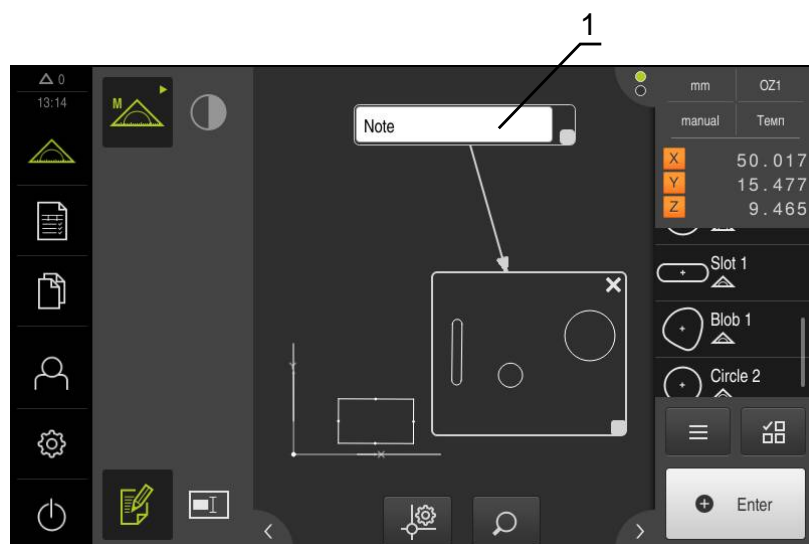 1
0
13:14
M
Note
mm
OZ1
manual
Темп
X 50.017
Y 15.477
Z 9.465
Slot 1
Blob 1
Circle 2
Y
X
Enter